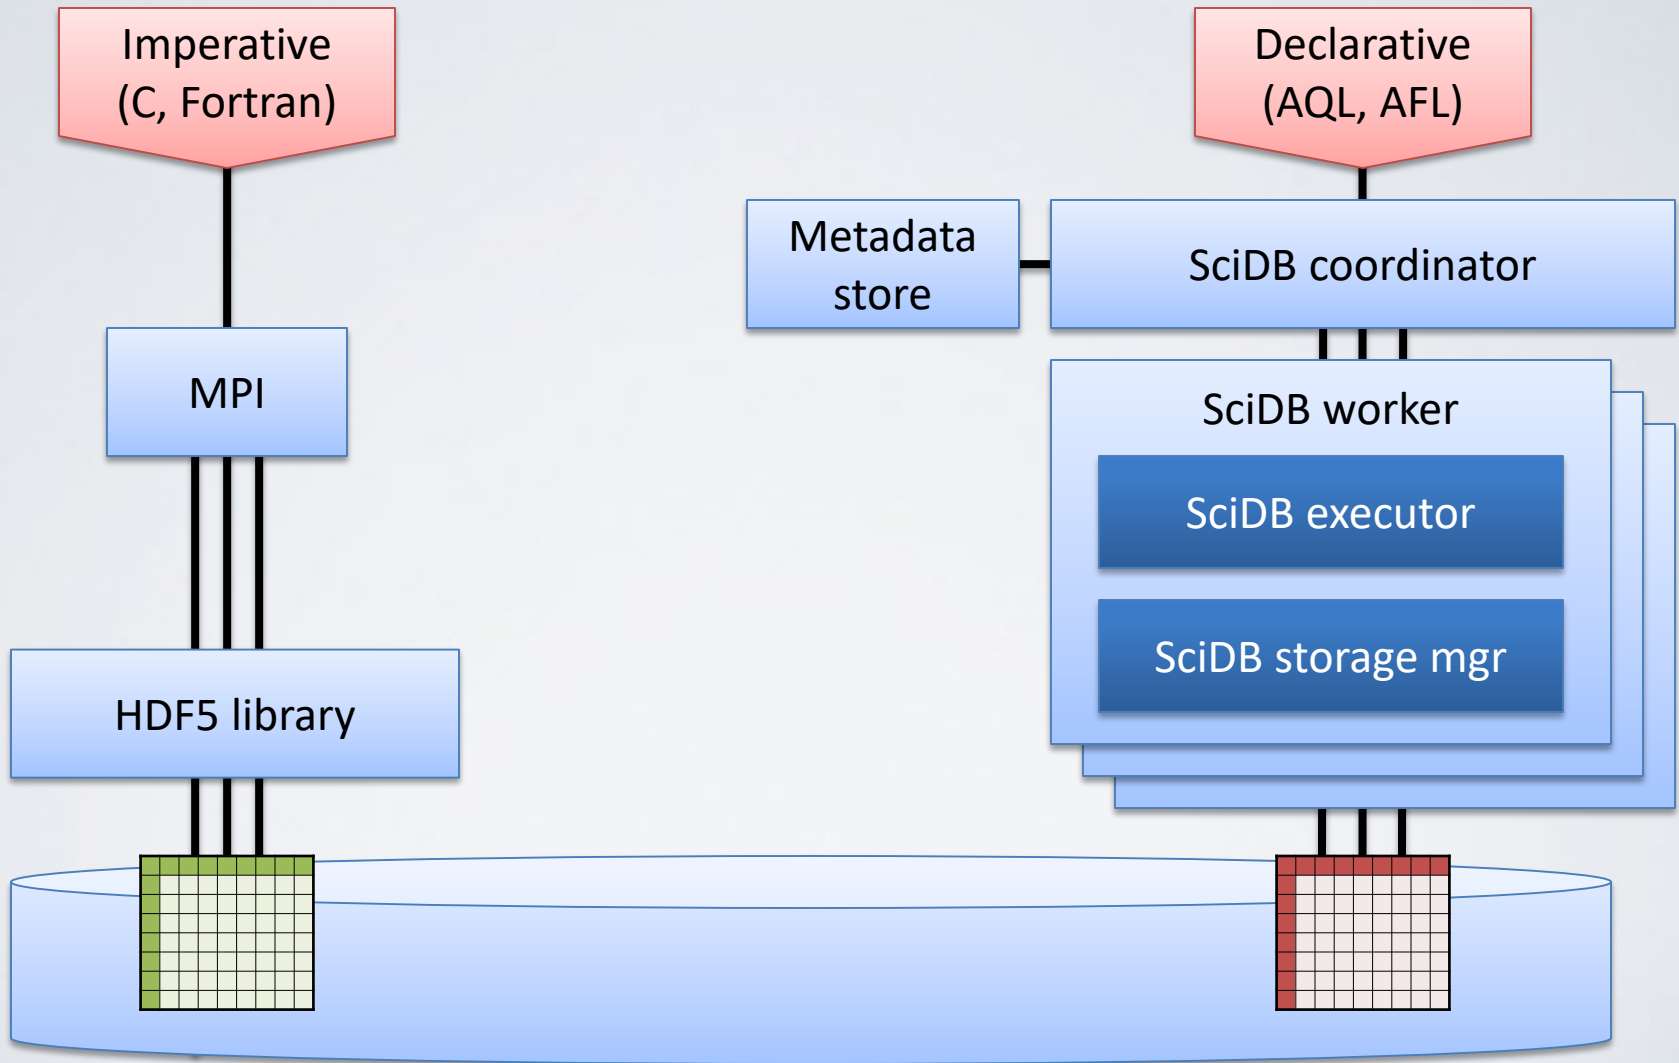 Imperative
(C, Fortran)
MPI
HDF5 library
Declarative
(AQL, AFL)
Metadata
store
SciDB coordinator
SciDB worker
SciDB executor
SciDB storage mgr